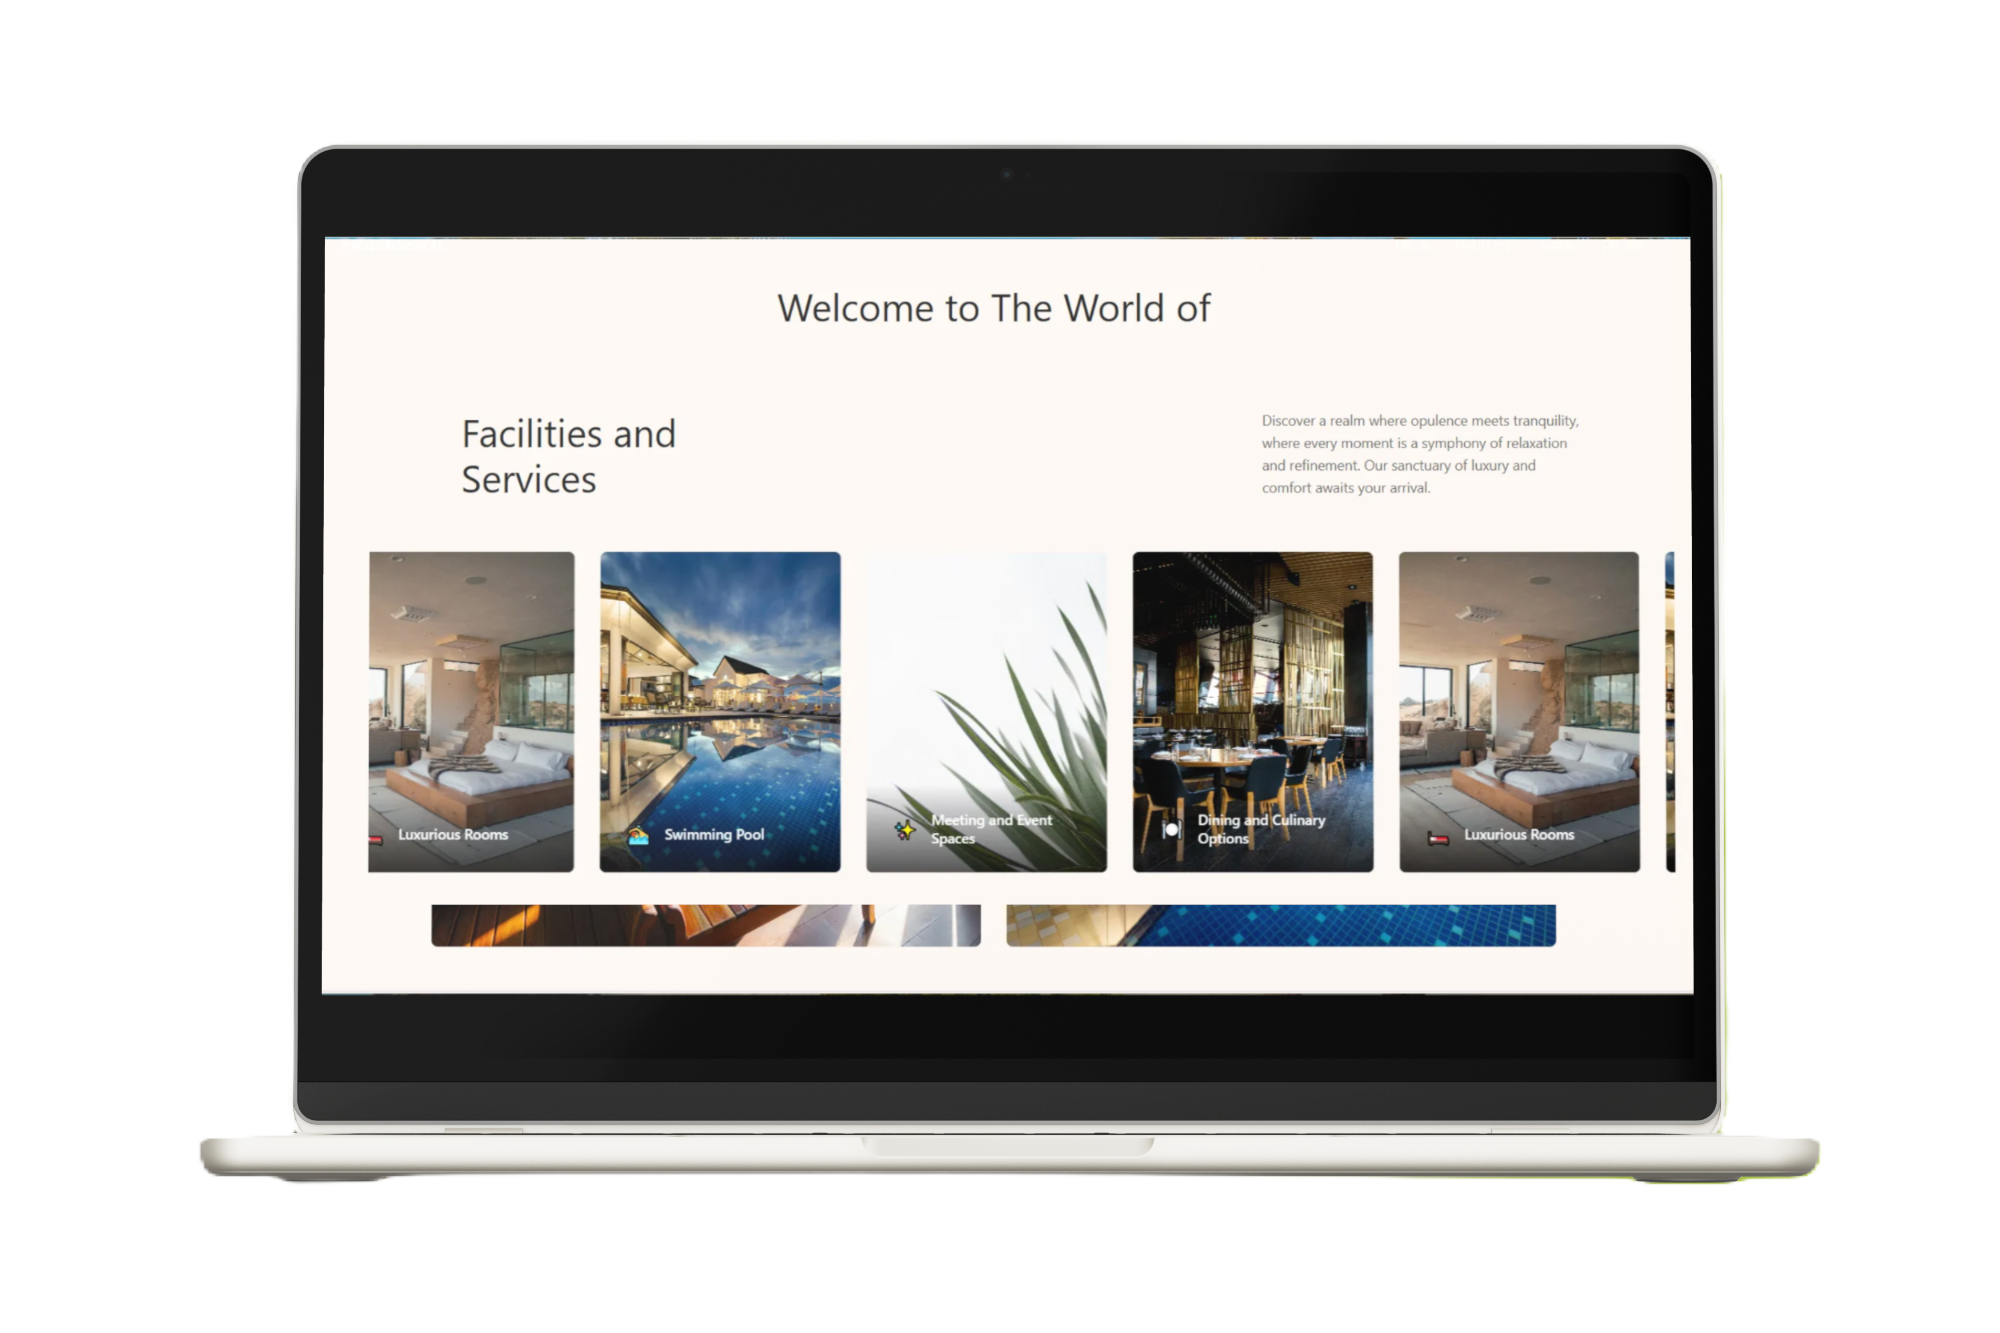 Welcome to The World of
Facilities and
Services
Discover a realm where opulence meets tranquility,
where every moment is a symphony of relaxation
and refinement. Our sanctuary of luxury and
comfort awaits your arrival.
Luxurious Rooms
Swimming Pool
Meeting and Event
Spaces
Dining and Culinary
Options
Luxurious Rooms